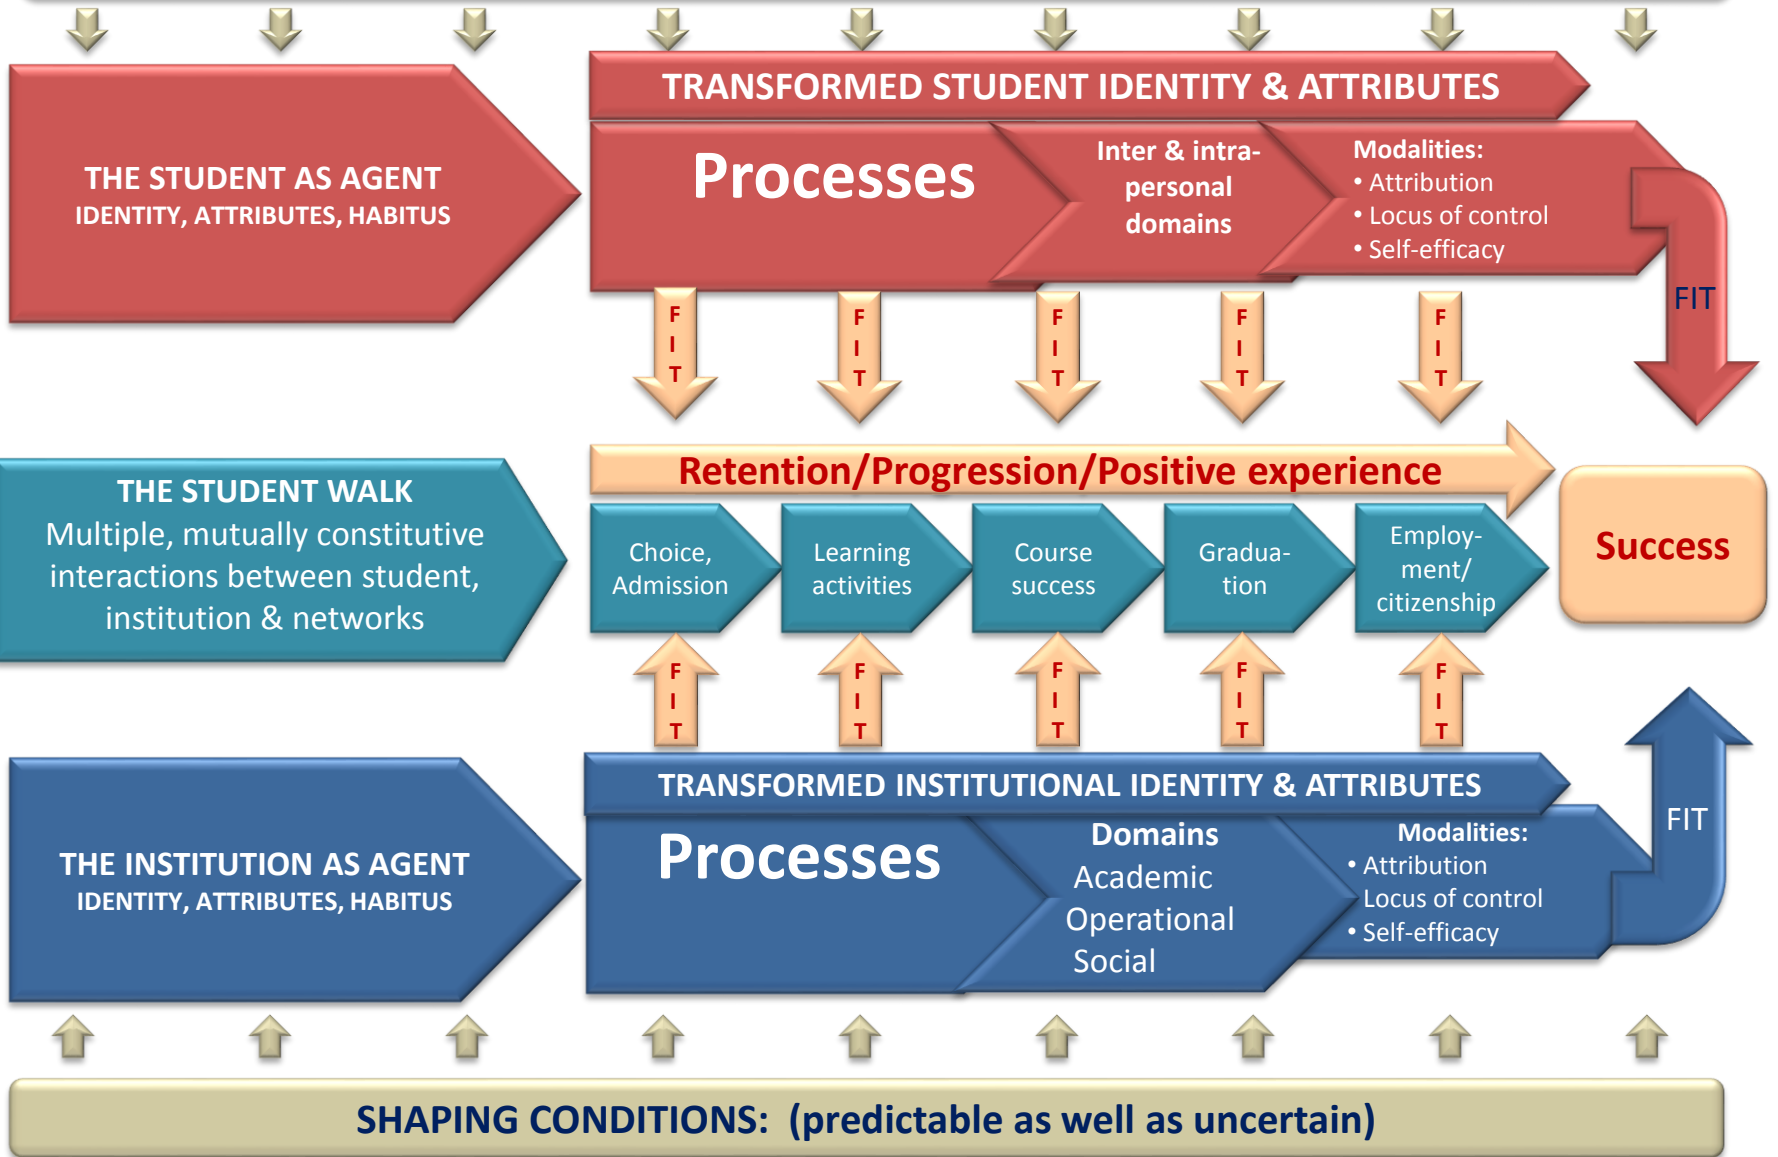 TRANSFORMED STUDENT IDENTITY & ATTRIBUTES
THE STUDENT AS AGENT
IDENTITY, ATTRIBUTES, HABITUS
Processes
Inter & intra-
personal
domains
Modalities:
• Attribution
• Locus of control
• Self-efficacy
FIT
F
I
T
F
I
T
F
I
T
F
I
T
F
I
T
THE STUDENT WALK
Multiple, mutually constitutive
interactions between student,
institution & networks
Retention/Progression/Positive experience
Choice,
Admission
Learning
activities
Course
success
Gradua-
tion
Employ-
ment/
citizenship
Success
F
I
T
F
I
T
F
I
T
F
I
T
F
I
T
TRANSFORMED INSTITUTIONAL IDENTITY & ATTRIBUTES
THE INSTITUTION AS AGENT
IDENTITY, ATTRIBUTES, HABITUS
Processes
Domains
Academic
Operational
Social
Modalities:
• Attribution
Locus of control
• Self-efficacy
FIT
SHAPING CONDITIONS: (predictable as well as uncertain)